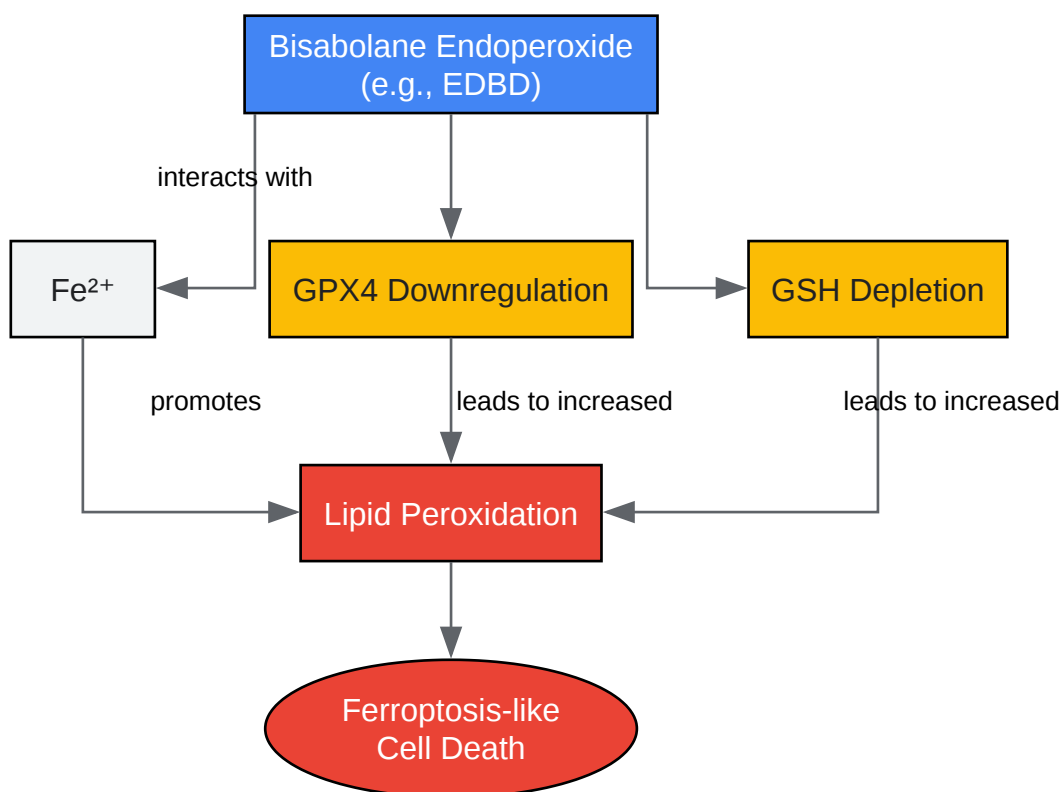 Bisabolane Endoperoxide
(e.g., EDBD)
interacts with
Fe²⁺
GPX4 Downregulation
GSH Depletion
promotes
leads to increased
leads to increased
Lipid Peroxidation
Ferroptosis-like
Cell Death